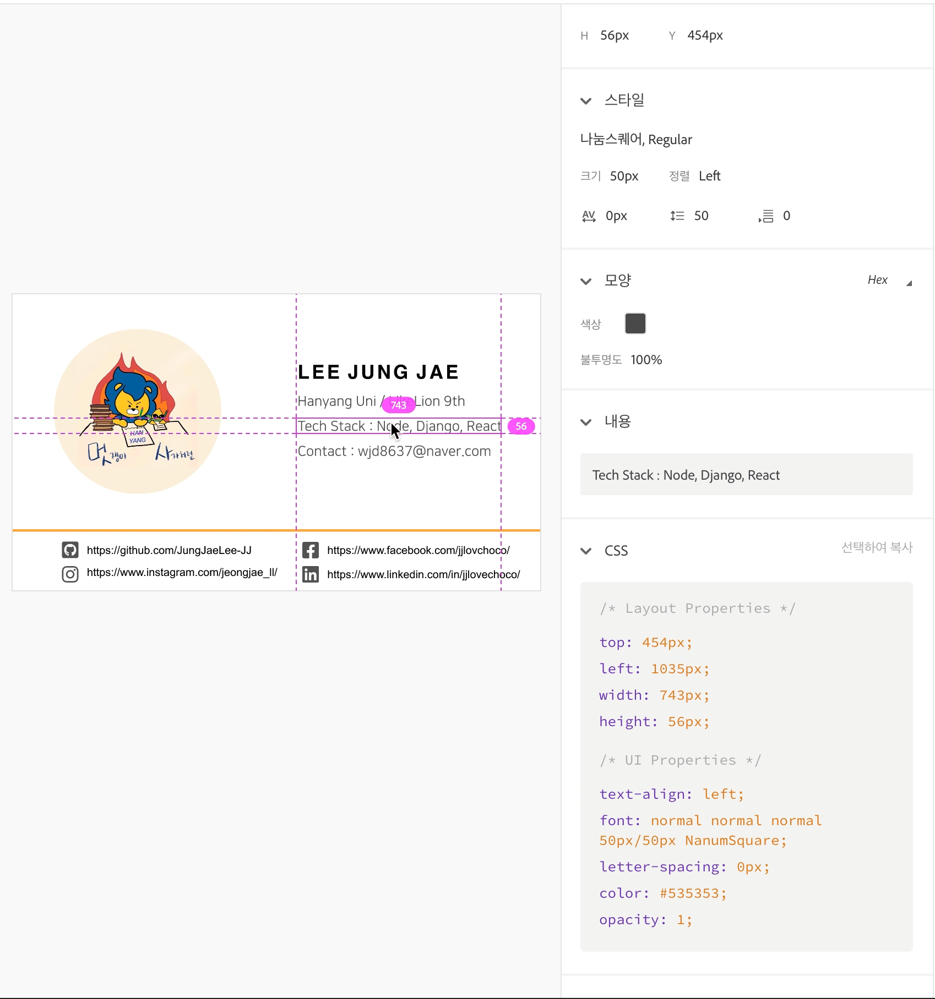 H 56px Y 454px
스타일
나눔스퀘어, Regular
크기 50px 정렬 Left
AV 0px 50 0
모양 Hex
색상
불투명도 100%
내용
Tech Stack : Node, Django, React
CSS 선택하여 복사
/* Layout Properties */
top: 454px;
left: 1035px;
width: 743px;
height: 56px;
/* UI Properties */
text-align: left;
font: normal normal normal
50px/50px NanumSquare;
letter-spacing: 0px;
color: #535353;
opacity: 1;
LEE JUNG JAE
Hanyang Uni / LikeLion 9th
743
Tech Stack : Node, Django, React
56
Contact : wjd8637@naver.com
HAN
YANG
멋쟁이 사자처럼
https://github.com/JungJaeLee-JJ
https://www.facebook.com/jjlovchoco/
https://www.instagram.com/jeongjae_ll/
https://www.linkedin.com/in/jjlovechoco/